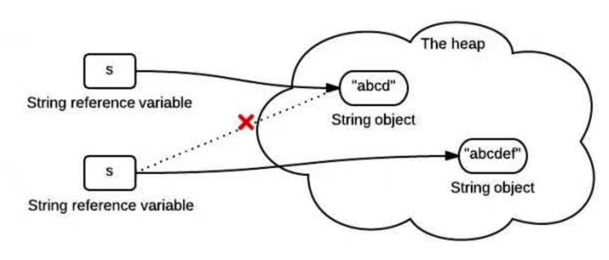 The heap
s
"abcd"
String reference variable
String object
"abcdef"
s
String object
String reference variable